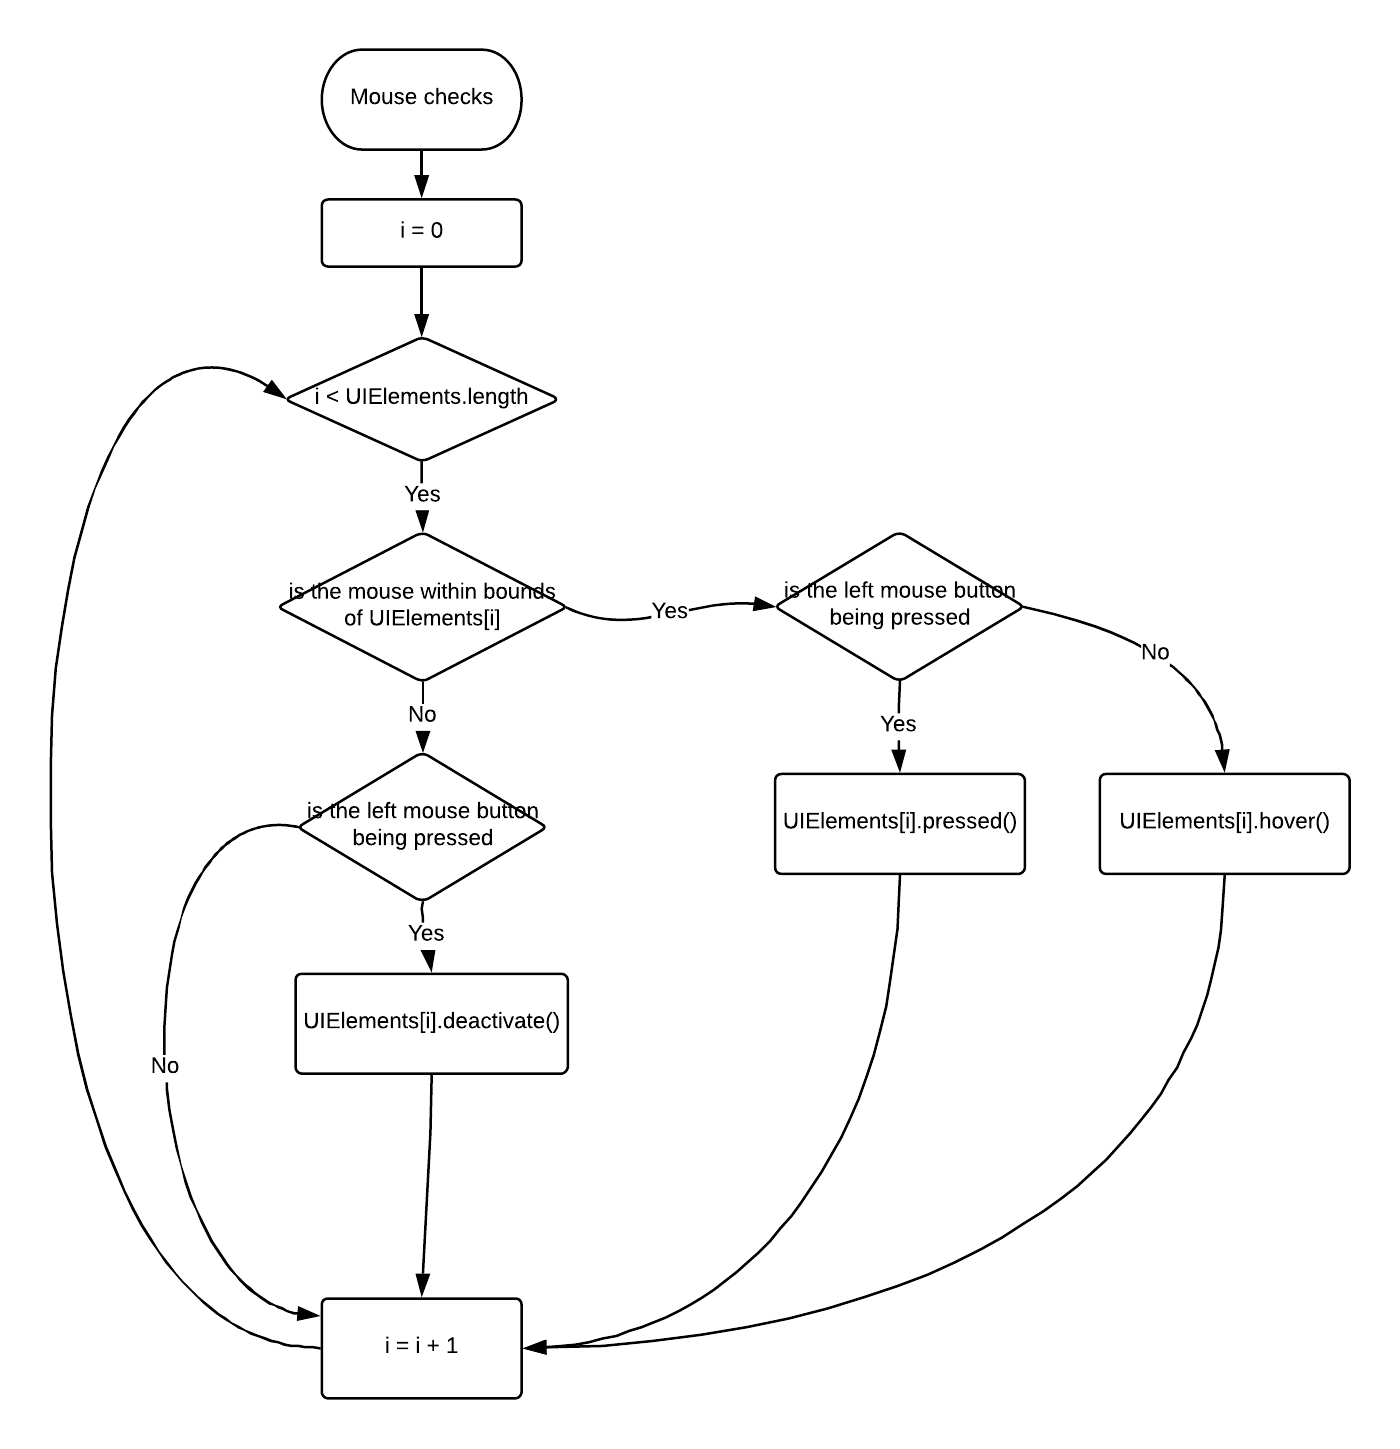 Mouse checks
i = 0
i < UIElements.length
Yes
is the mouse within bounds
of UIElements[i]
Yes
is the left mouse button
being pressed
No
No
Yes
is the left mouse button
being pressed
UIElements[i].pressed()
UIElements[i].hover()
Yes
UIElements[i].deactivate()
No
i = i + 1